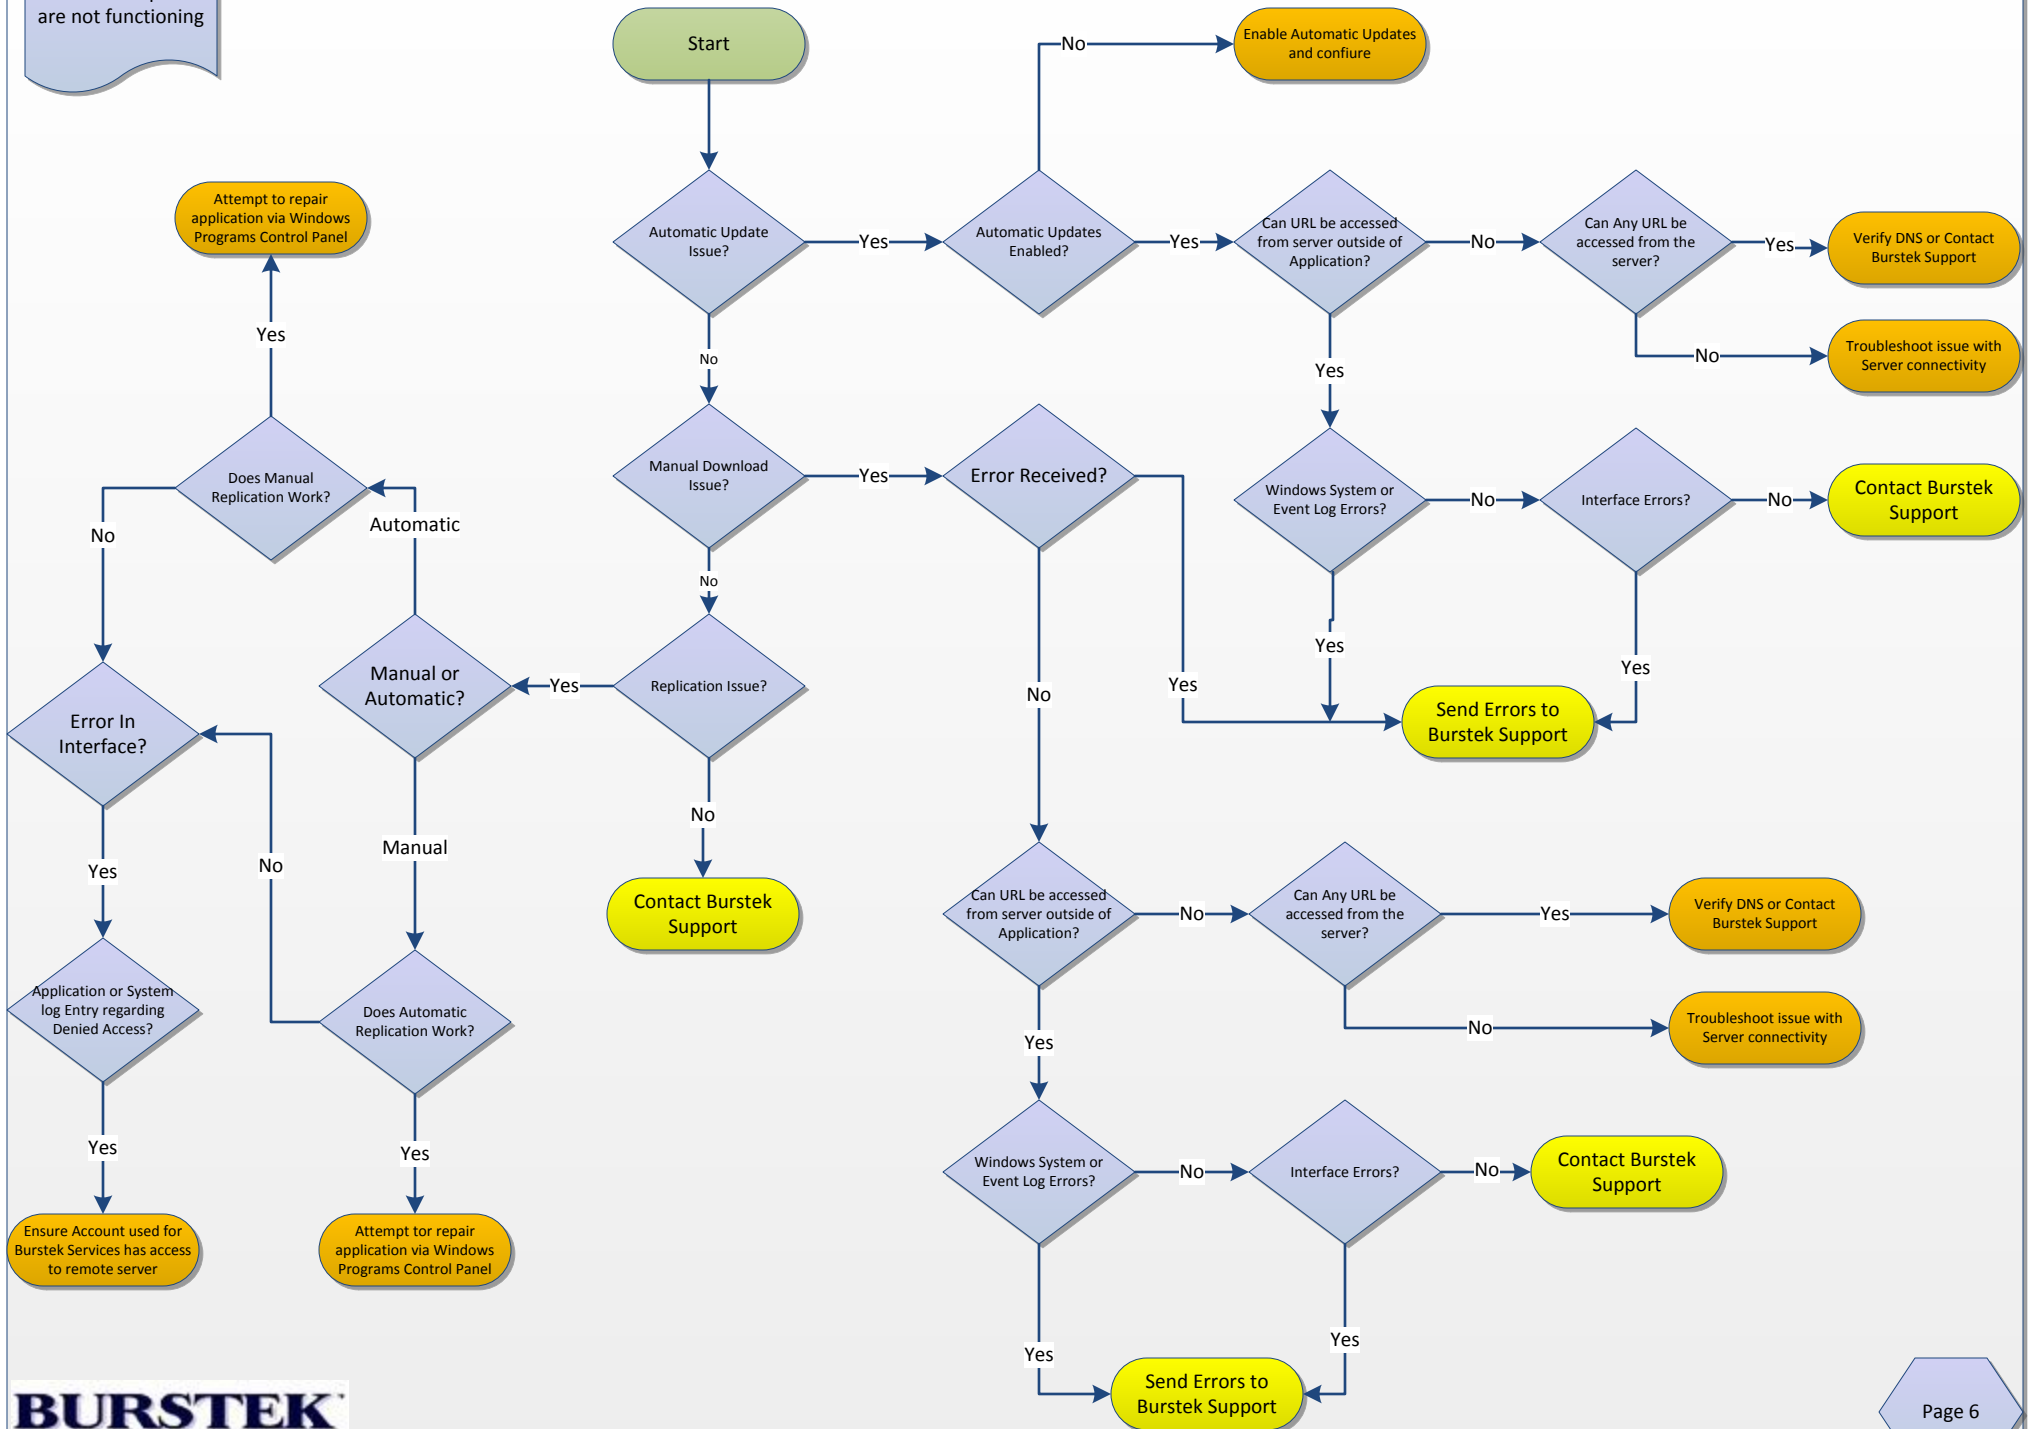 are not functioning
Start
No
Enable Automatic Updates
and confiure
Attempt to repair
application via Windows
Programs Control Panel
Automatic Update
Issue?
Yes
Automatic Updates
Enabled?
Yes
Can URL be accessed
from server outside of
Application?
No
Can Any URL be
accessed from the
server?
Yes
Verify DNS or Contact
Burstek Support
Yes
No
Yes
No
Troubleshoot issue with
Server connectivity
Does Manual
Replication Work?
Automatic
No
Manual Download
Issue?
Yes
Error Received?
Windows System or
Event Log Errors?
No
Interface Errors?
No
Contact Burstek
Support
No
Yes
Yes
Error In
Interface?
Manual or
Automatic?
Yes
Replication Issue?
No
Yes
Send Errors to
Burstek Support
Yes
No
Manual
No
Contact Burstek
Support
Can URL be accessed
from server outside of
Application?
No
Can Any URL be
accessed from the
server?
Yes
Verify DNS or Contact
Burstek Support
Application or System
log Entry regarding
Denied Access?
Does Automatic
Replication Work?
Yes
No
Troubleshoot issue with
Server connectivity
Yes
Yes
Windows System or
Event Log Errors?
No
Interface Errors?
No
Contact Burstek
Support
Ensure Account used for
Burstek Services has access
to remote server
Attempt tor repair
application via Windows
Programs Control Panel
Yes
Yes
Send Errors to
Burstek Support
BURSTEK
Page 6